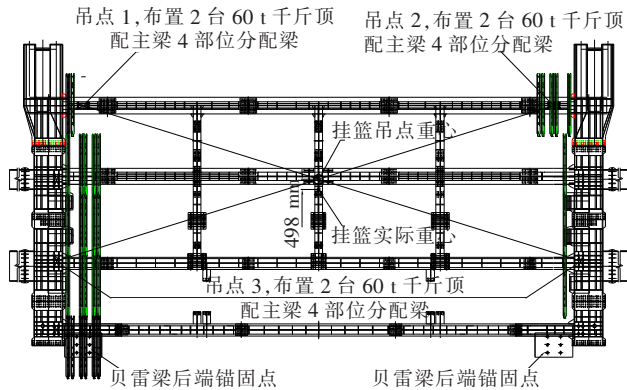 吊点 1,布置 2 台 60 t 千斤顶
配主梁 4 部位分配梁
吊点 2,布置 2 台 60 t 千斤顶
配主梁 4 部位分配梁
挂篮吊点重心
498 mm
挂篮实际重心
吊点 3,布置 2 台 60 t 千斤顶
配主梁 4 部位分配梁
贝雷梁后端锚固点
贝雷梁后端锚固点